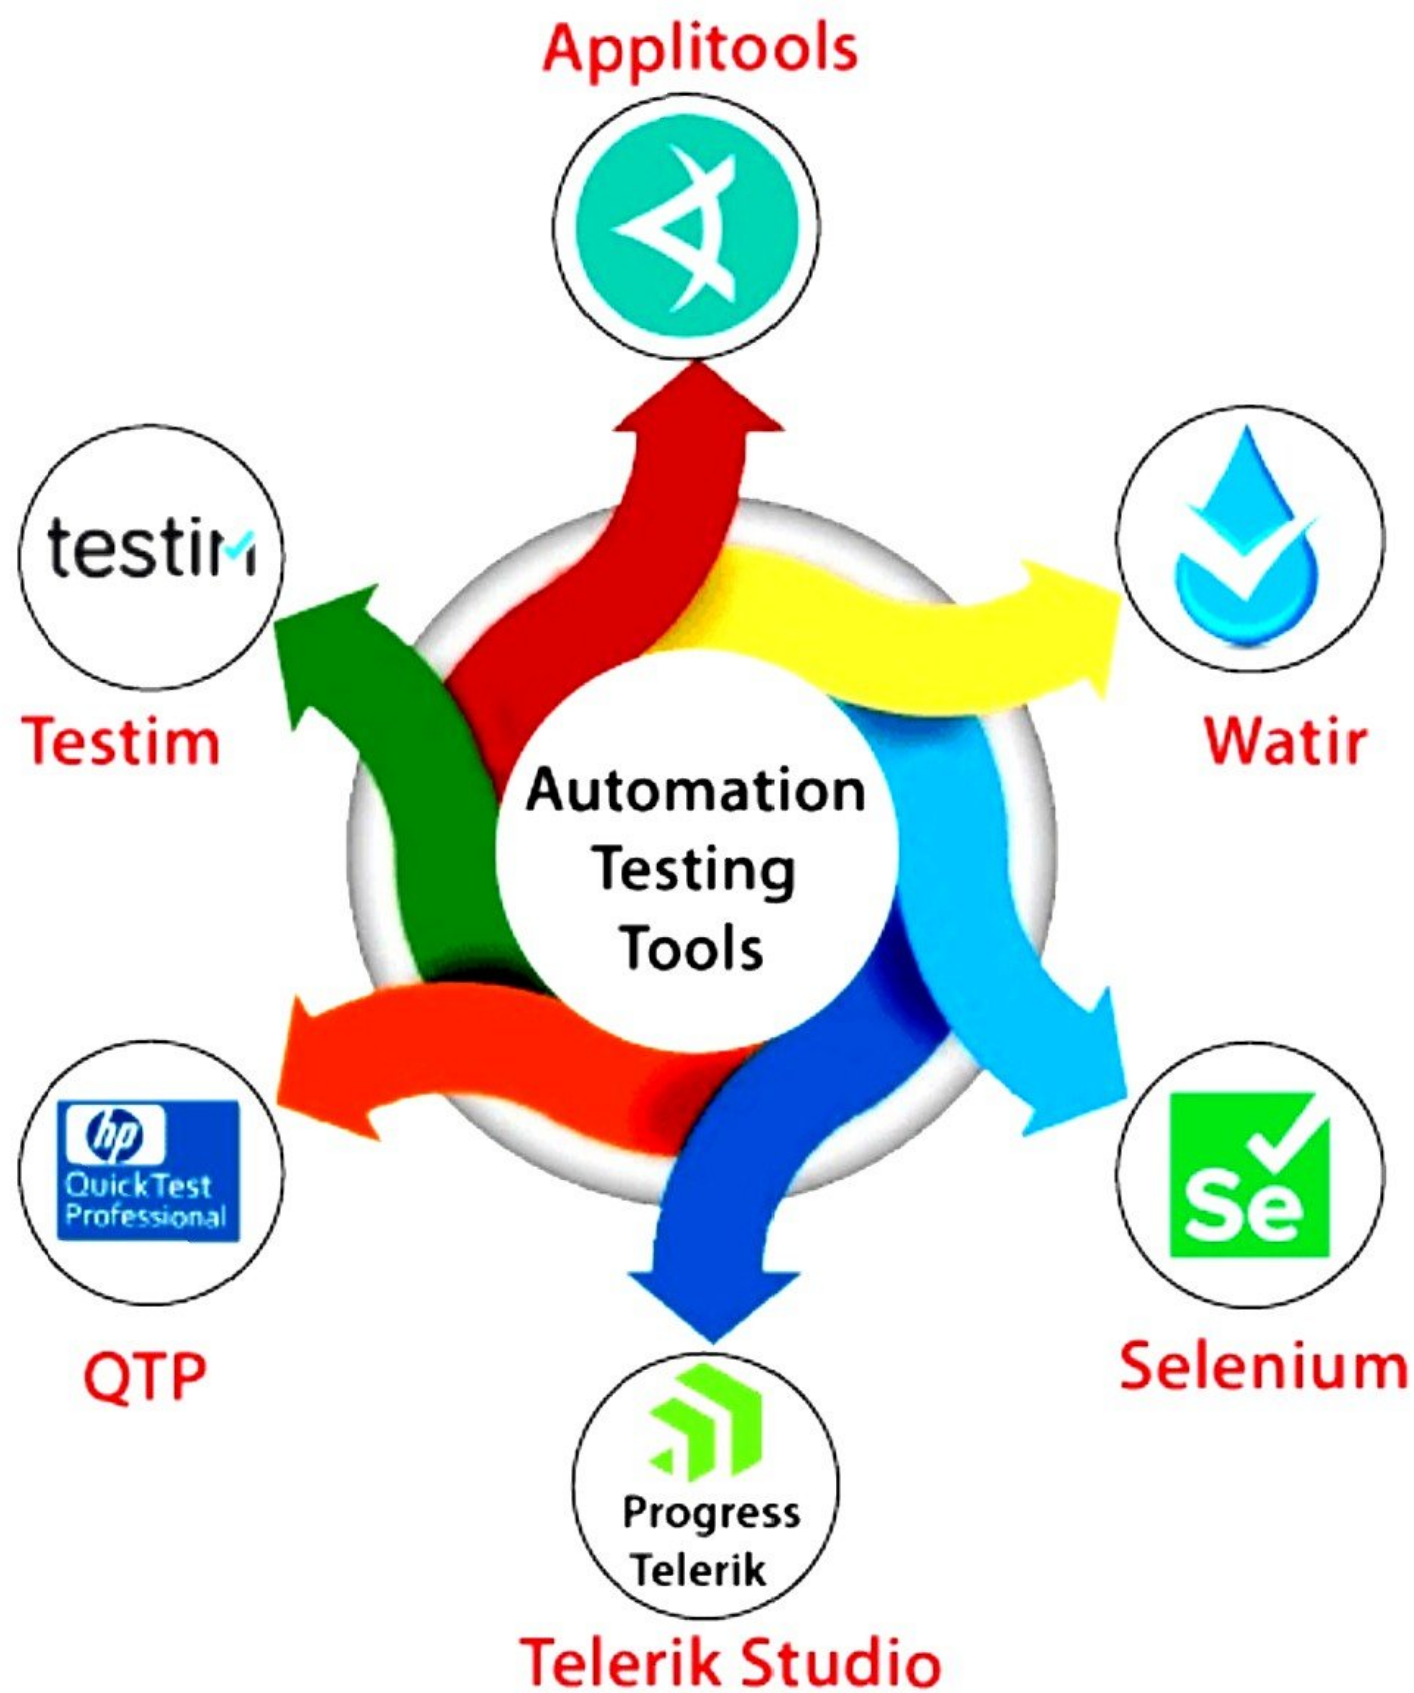 Applitools
testim
Testim
Watir
Automation
Testing
Tools
hp
QuickTest
Professional
QTP
Se
Selenium
Progress
Telerik
Telerik Studio